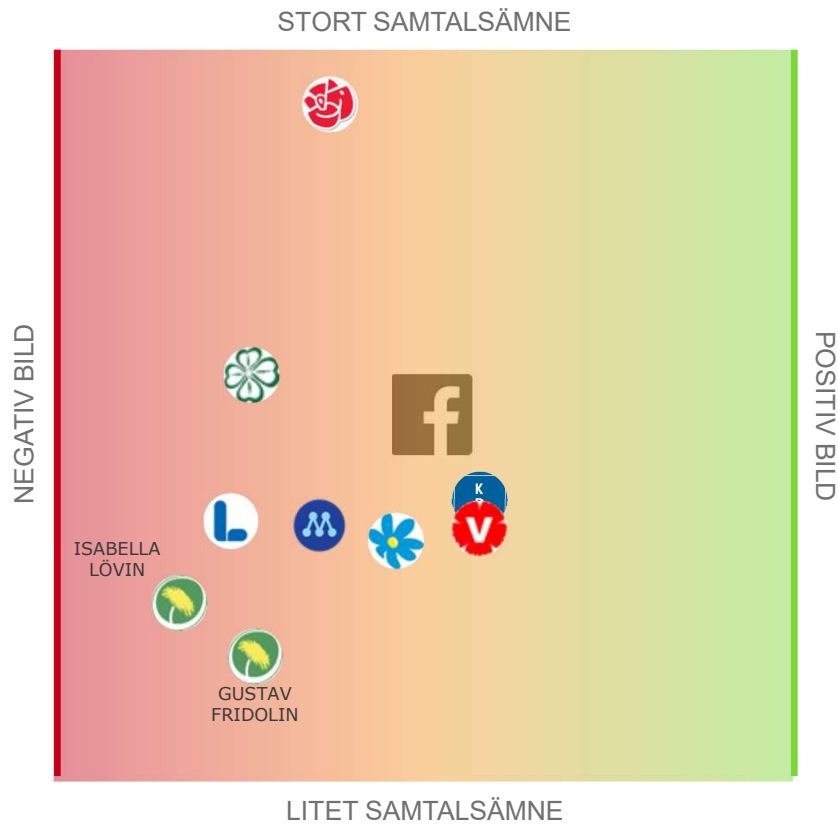 STORT SAMTALSÄMNE
NEGATIV BILD
POSITIV BILD
f
K
L
M
V
ISABELLA
LÖVIN
GUSTAV
FRIDOLIN
LITET SAMTALSÄMNE